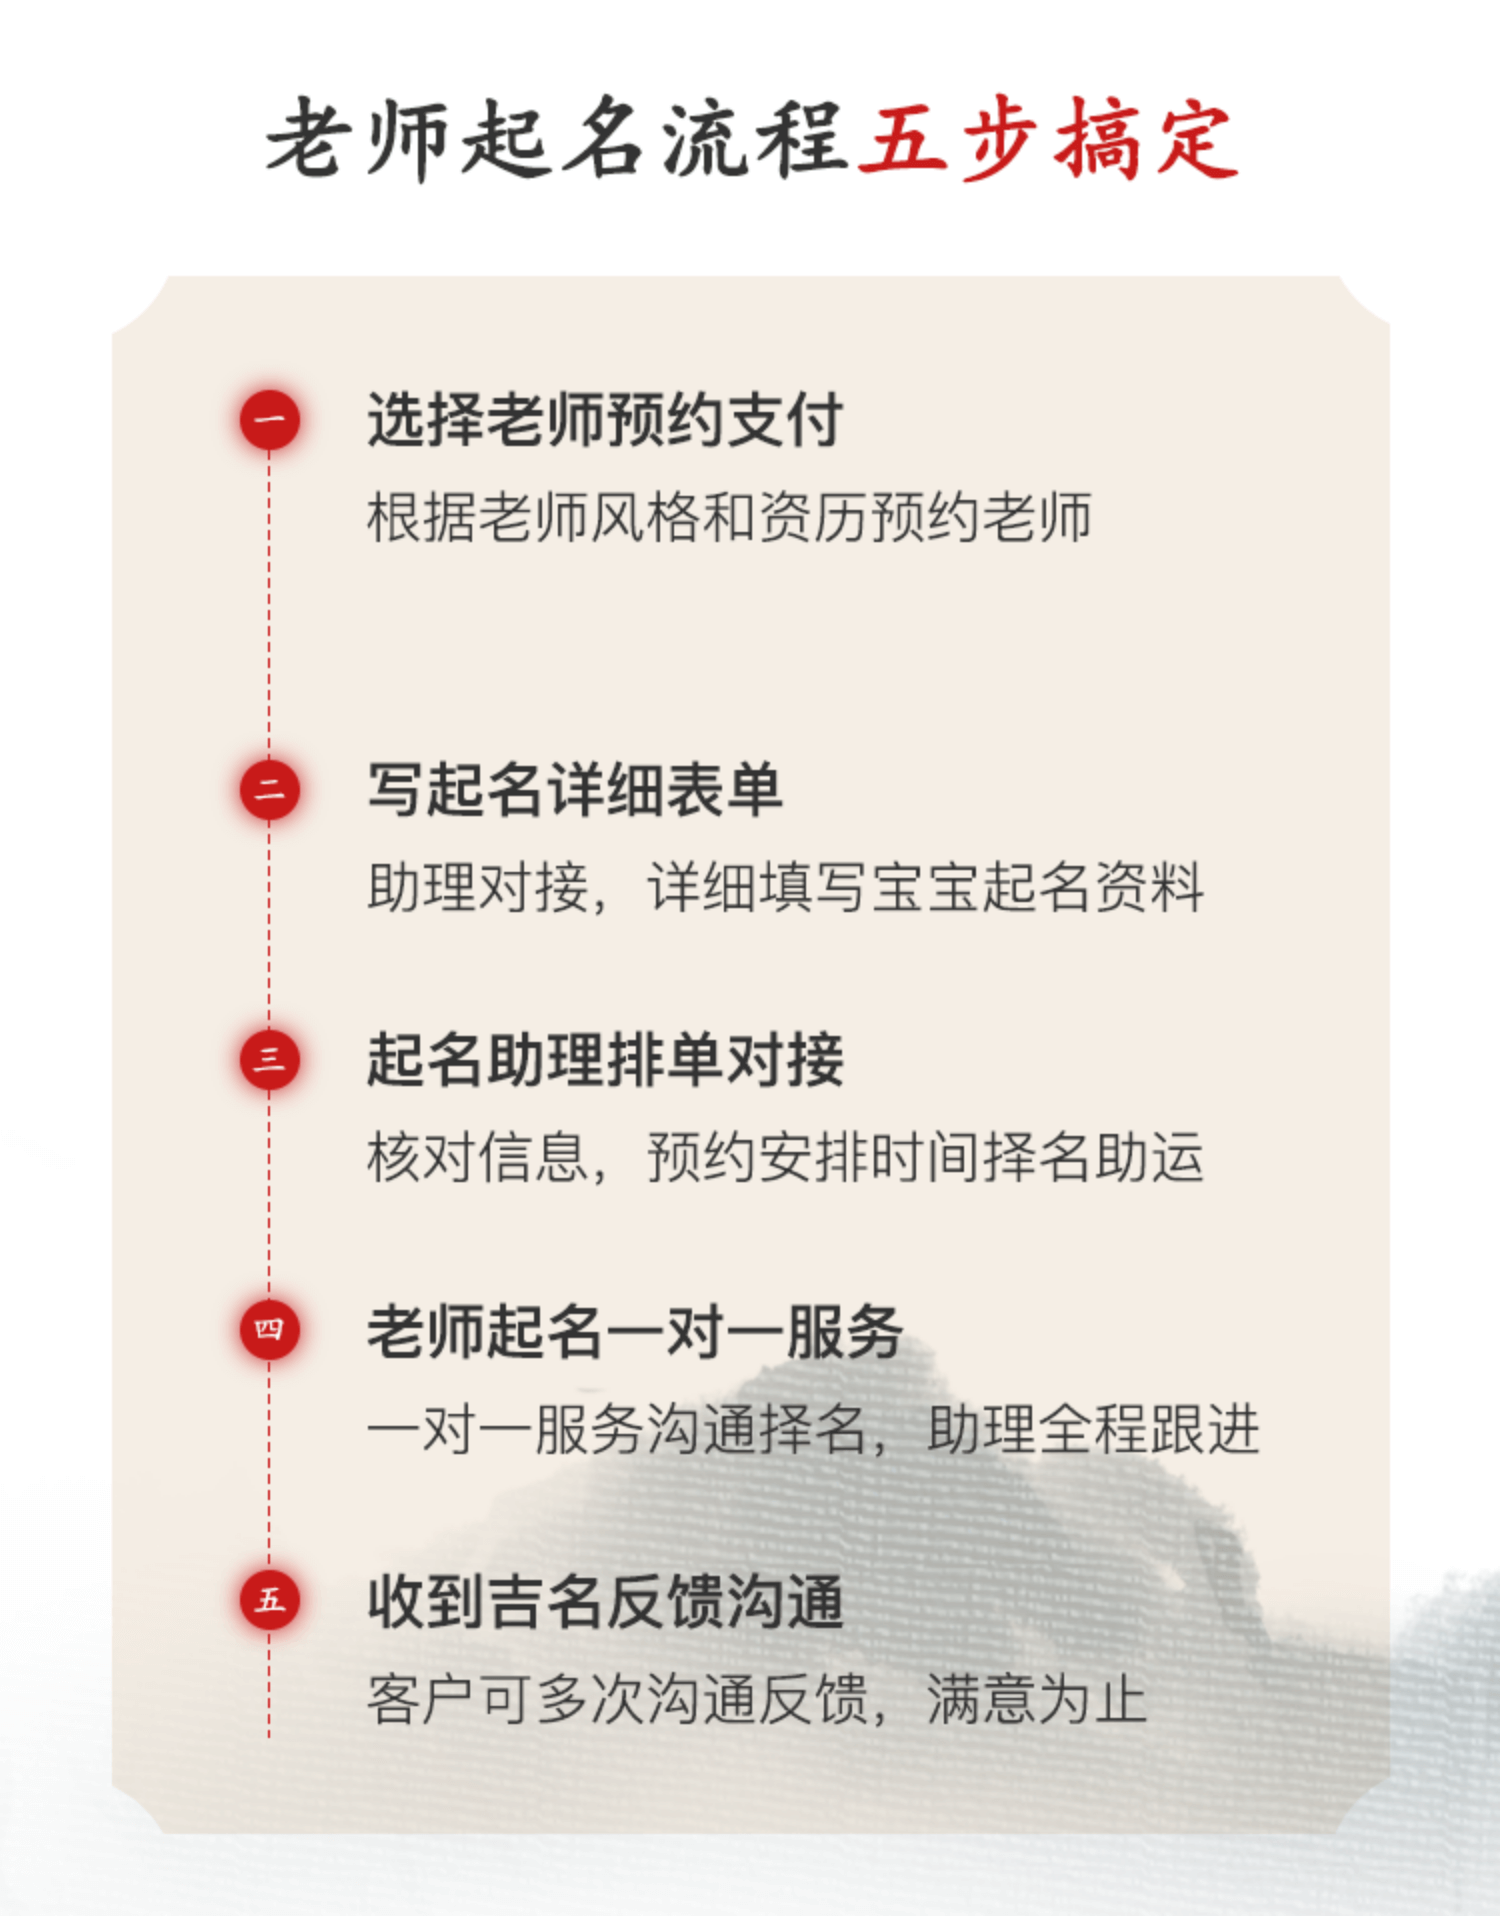 老师起名流程五步搞定
一
选择老师预约支付
根据老师风格和资历预约老师
二
写起名详细表单
助理对接，详细填写宝宝起名资料
三
起名助理排单对接
核对信息，预约安排时间择名助运
四
老师起名一对一服务
一对一服务沟通择名，助理全程跟进
五
收到吉名反馈沟通
客户可多次沟通反馈，满意为止